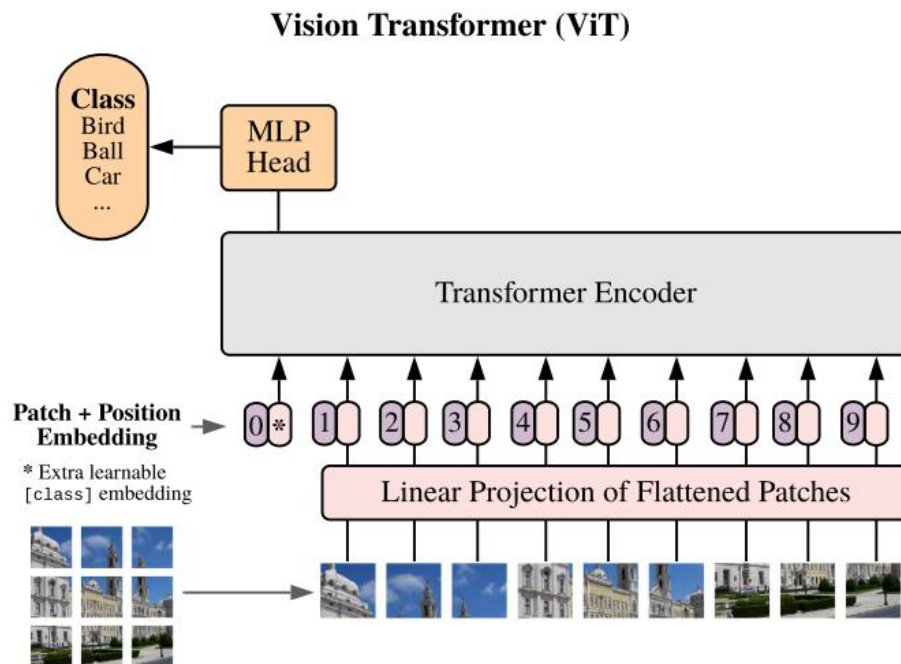 Vision Transformer (ViT)
Class
Bird
Ball
Car
...
MLP
Head
Transformer Encoder
Patch + Position
Embedding
0 * 1 2 3 4 5 6 7 8 9
* Extra learnable
[class] embedding
Linear Projection of Flattened Patches